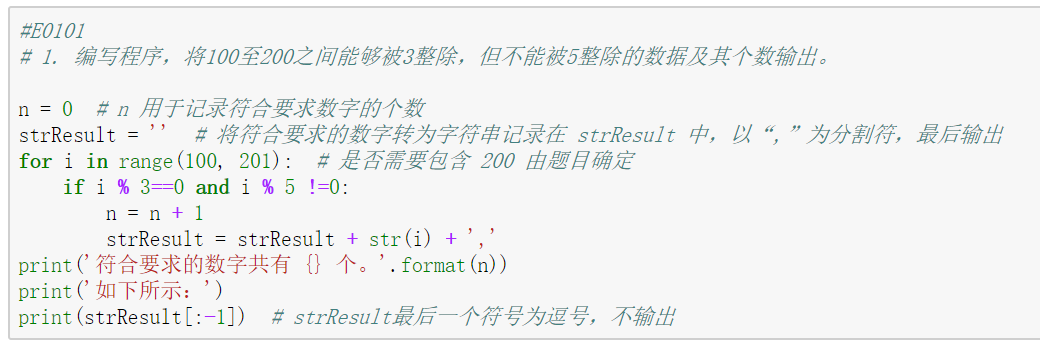 #E0101
# 1. 编写程序，将100至200之间能够被3整除，但不能被5整除的数据及其个数输出。
n = 0  # n 用于记录符合要求数字的个数
strResult = ''  # 将符合要求的数字转为字符串记录在 strResult 中，以“,”为分割符，最后输出
for i in range(100, 201):  # 是否需要包含 200 由题目确定
    if i % 3==0 and i % 5 !=0:
        n = n + 1
        strResult = strResult + str(i) + ','
print('符合要求的数字共有 {} 个。'.format(n))
print('如下所示：')
print(strResult[:-1])  # strResult最后一个符号为逗号，不输出